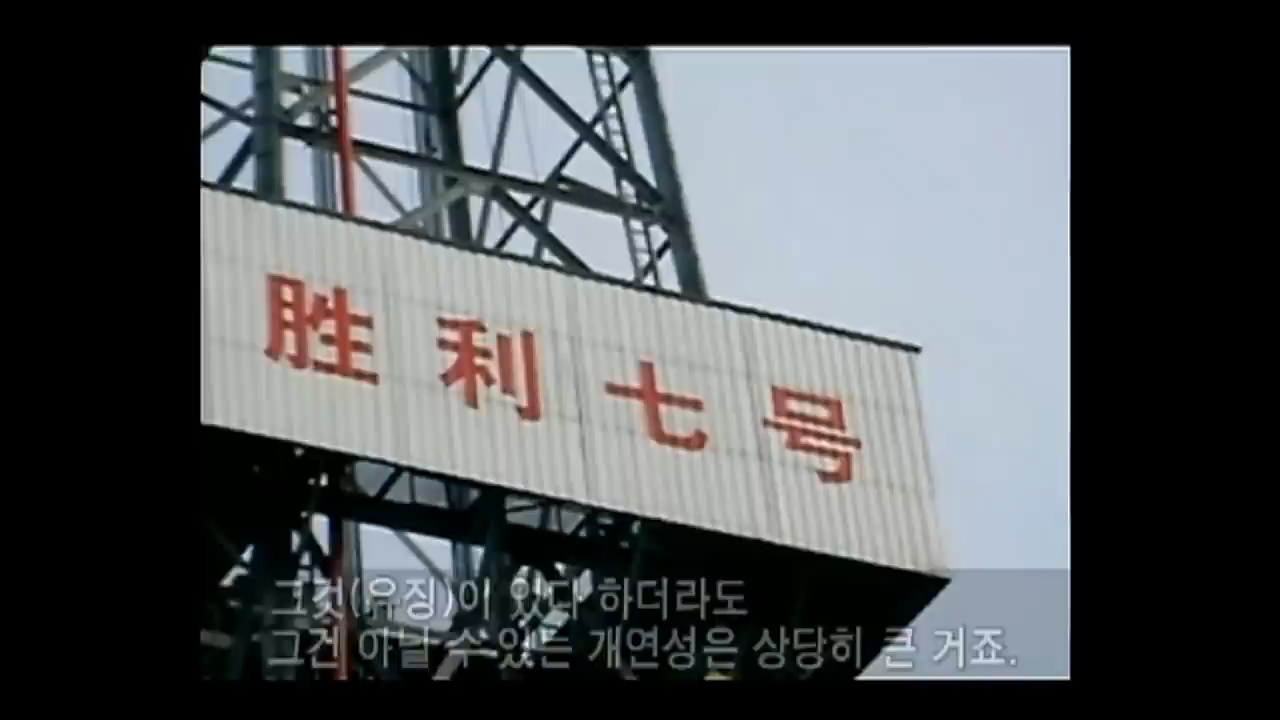 胜利七号
그것(유징)이 있다 하더라도
그건 아닐 수 있는 개연성은 상당히 큰 거죠.